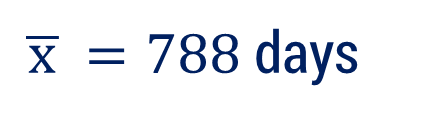 x̅ = 788 days